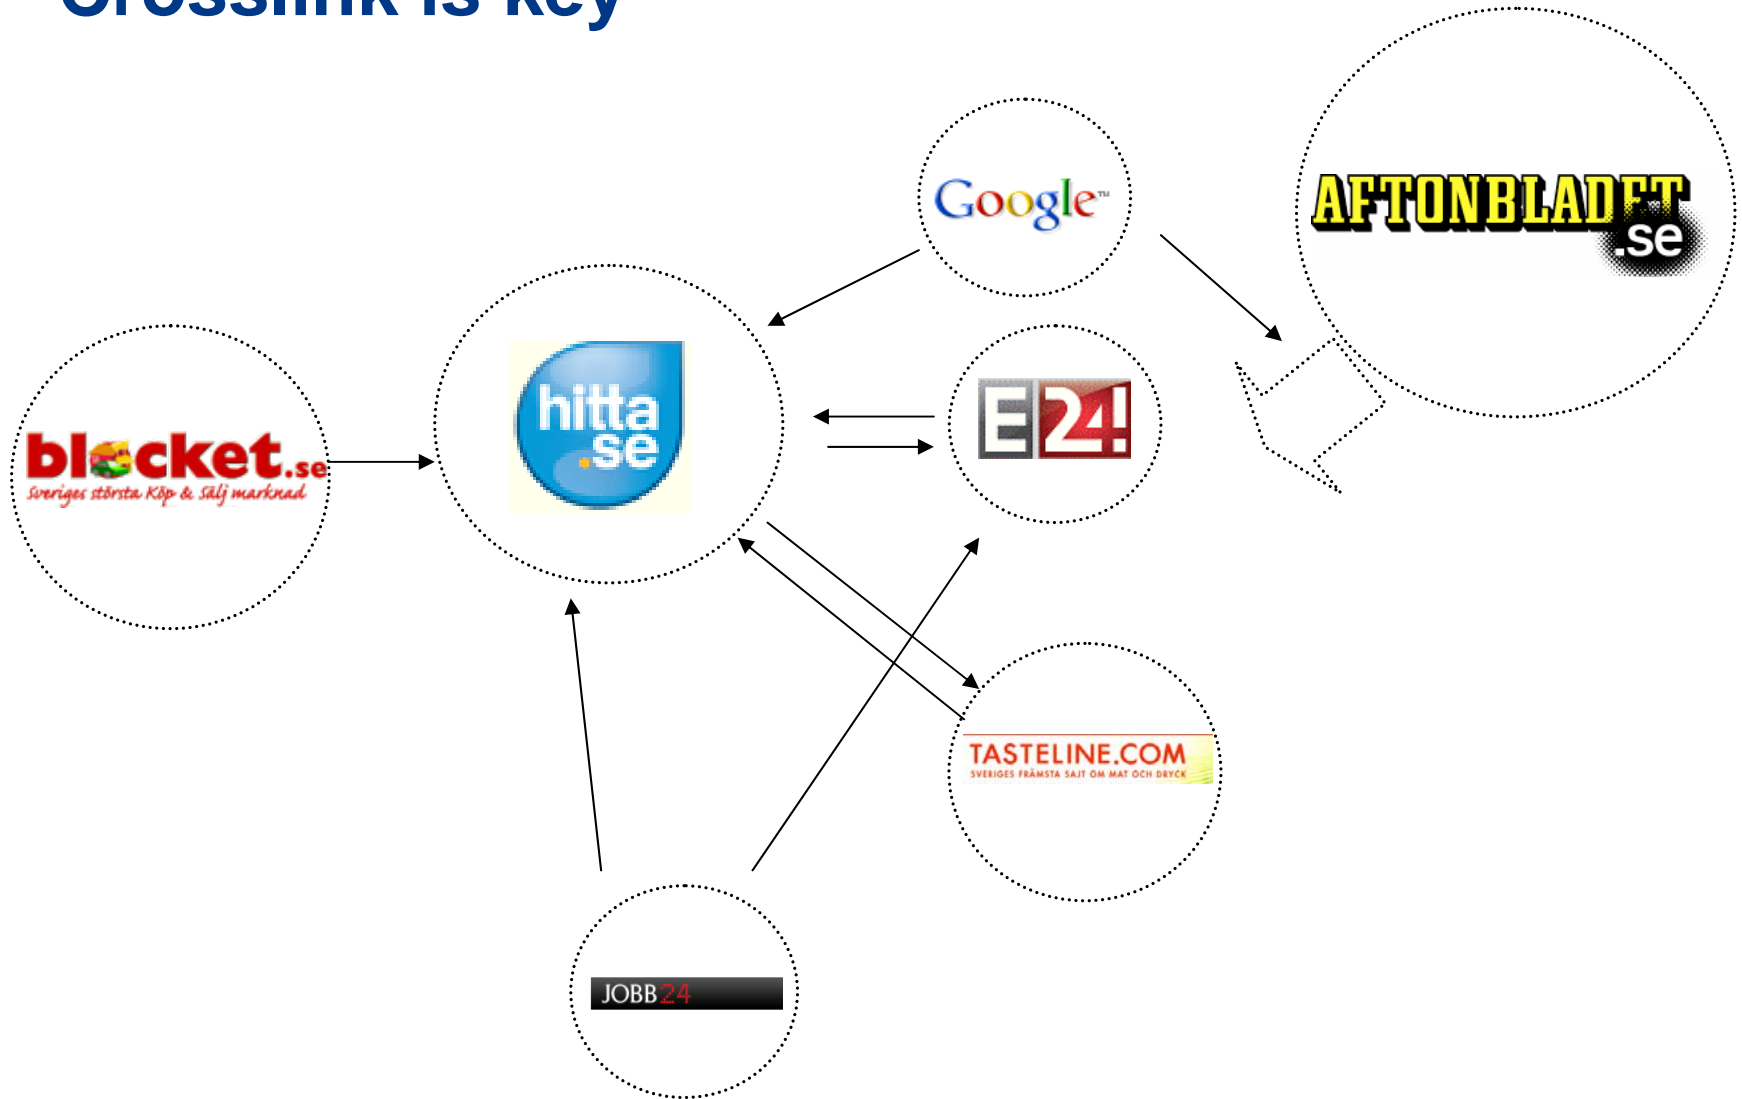 Crosslink is key
Google™
AFTONBLADET
.se
hitta
.se
E24!
blocket.se
Sveriges största Köp & Sälj marknad
TASTELINE.COM
SVERIGES FRÄMSTA SAJT OM MAT OCH DRYCK
JOBB24